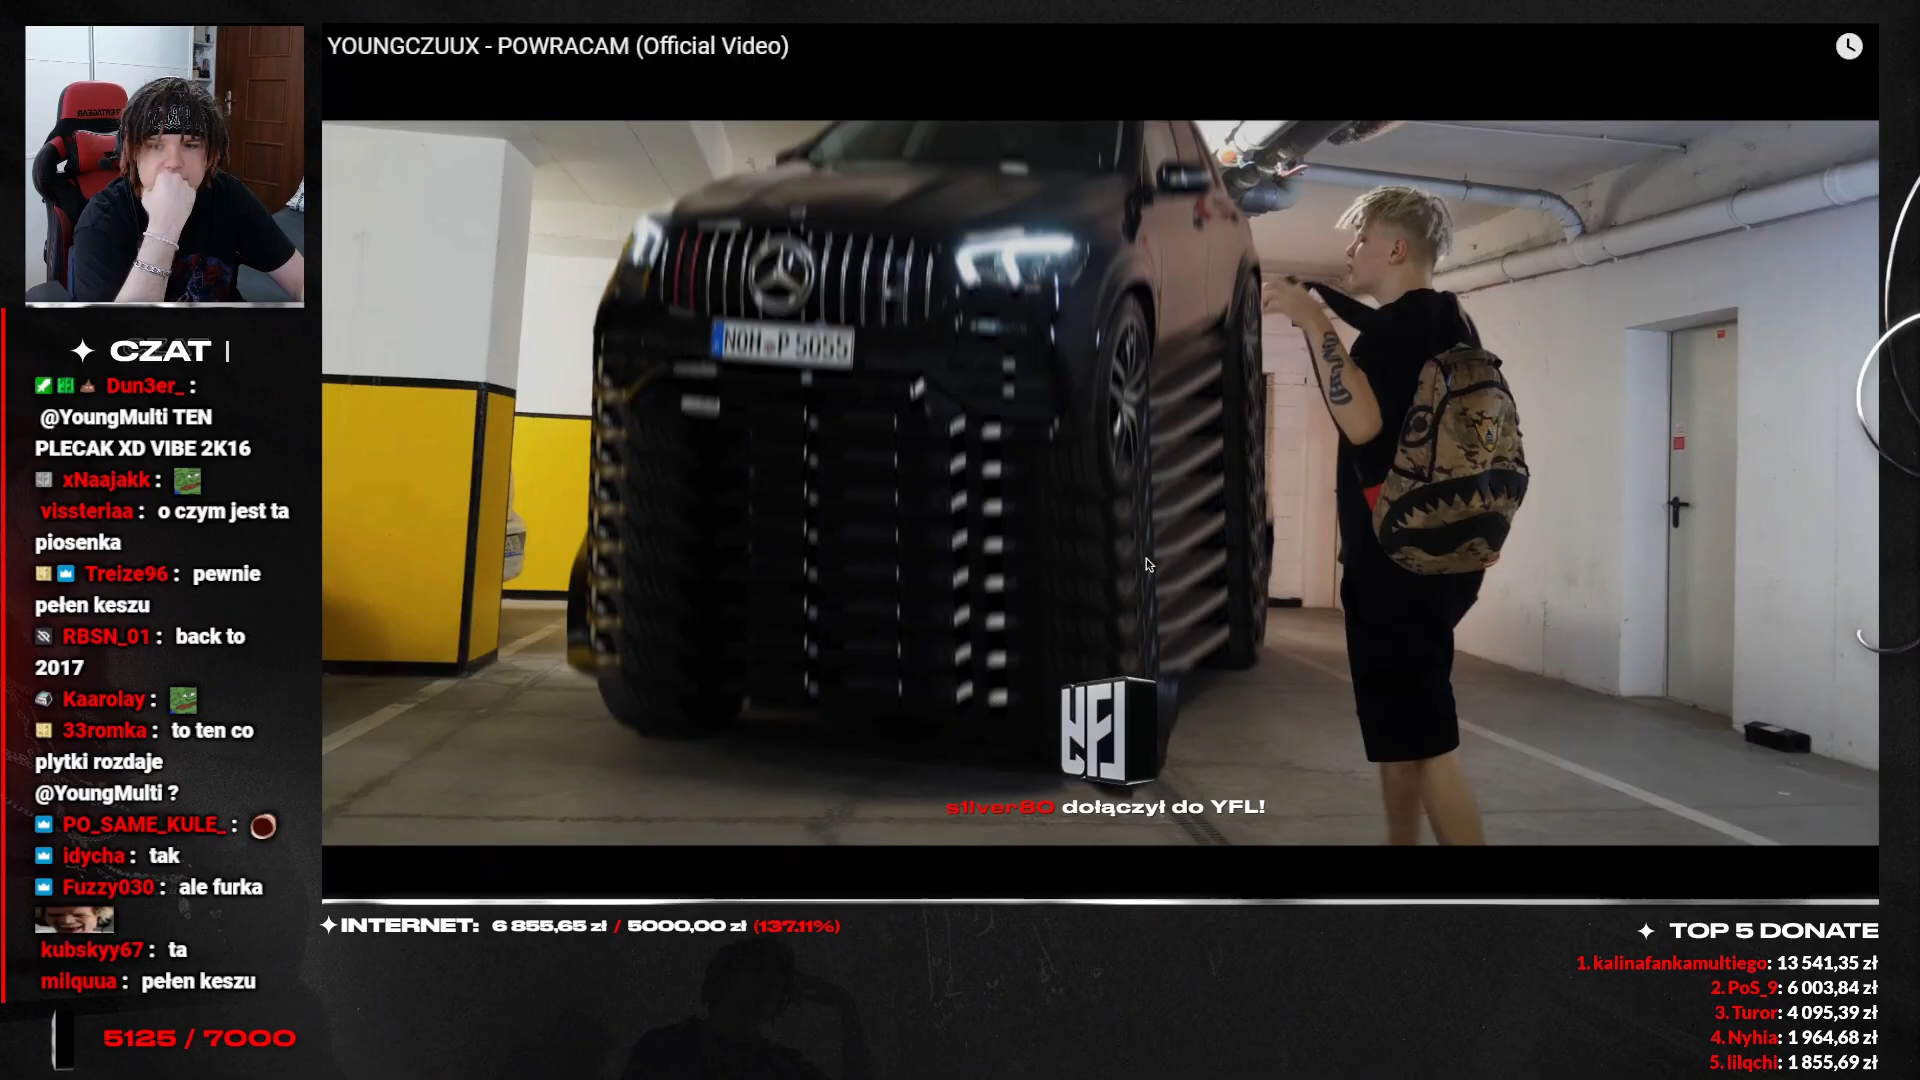 YOUNGCZUUX - POWRACAM (Official Video)
CZAT
Dun3er_ :
@YoungMulti TEN
PLECAK XD VIBE 2K16
xNaajakk :
vissteriaa : o czym jest ta
piosenka
Treize96 : pewnie
pełen keszu
RBSN_01 : back to
2017
Kaarolay :
33romka : to ten co
plytki rozdaje
@YoungMulti ?
PO_SAME_KULE_ :
idycha : tak
Fuzzy030 : ale furka
kubskyy67 : ta
milquua : pełen keszu
5125 / 7000
YFL
s1lver80 dołączył do YFL!
INTERNET: 6 855,65 zł / 5000,00 zł (137.11%)
TOP 5 DONATE
1. kalinafankamultiego: 13 541,35 zł
2. PoS_9: 6 003,84 zł
3. Turor: 4 095,39 zł
4. Nyhia: 1 964,68 zł
5. lilqchi: 1 855,69 zł